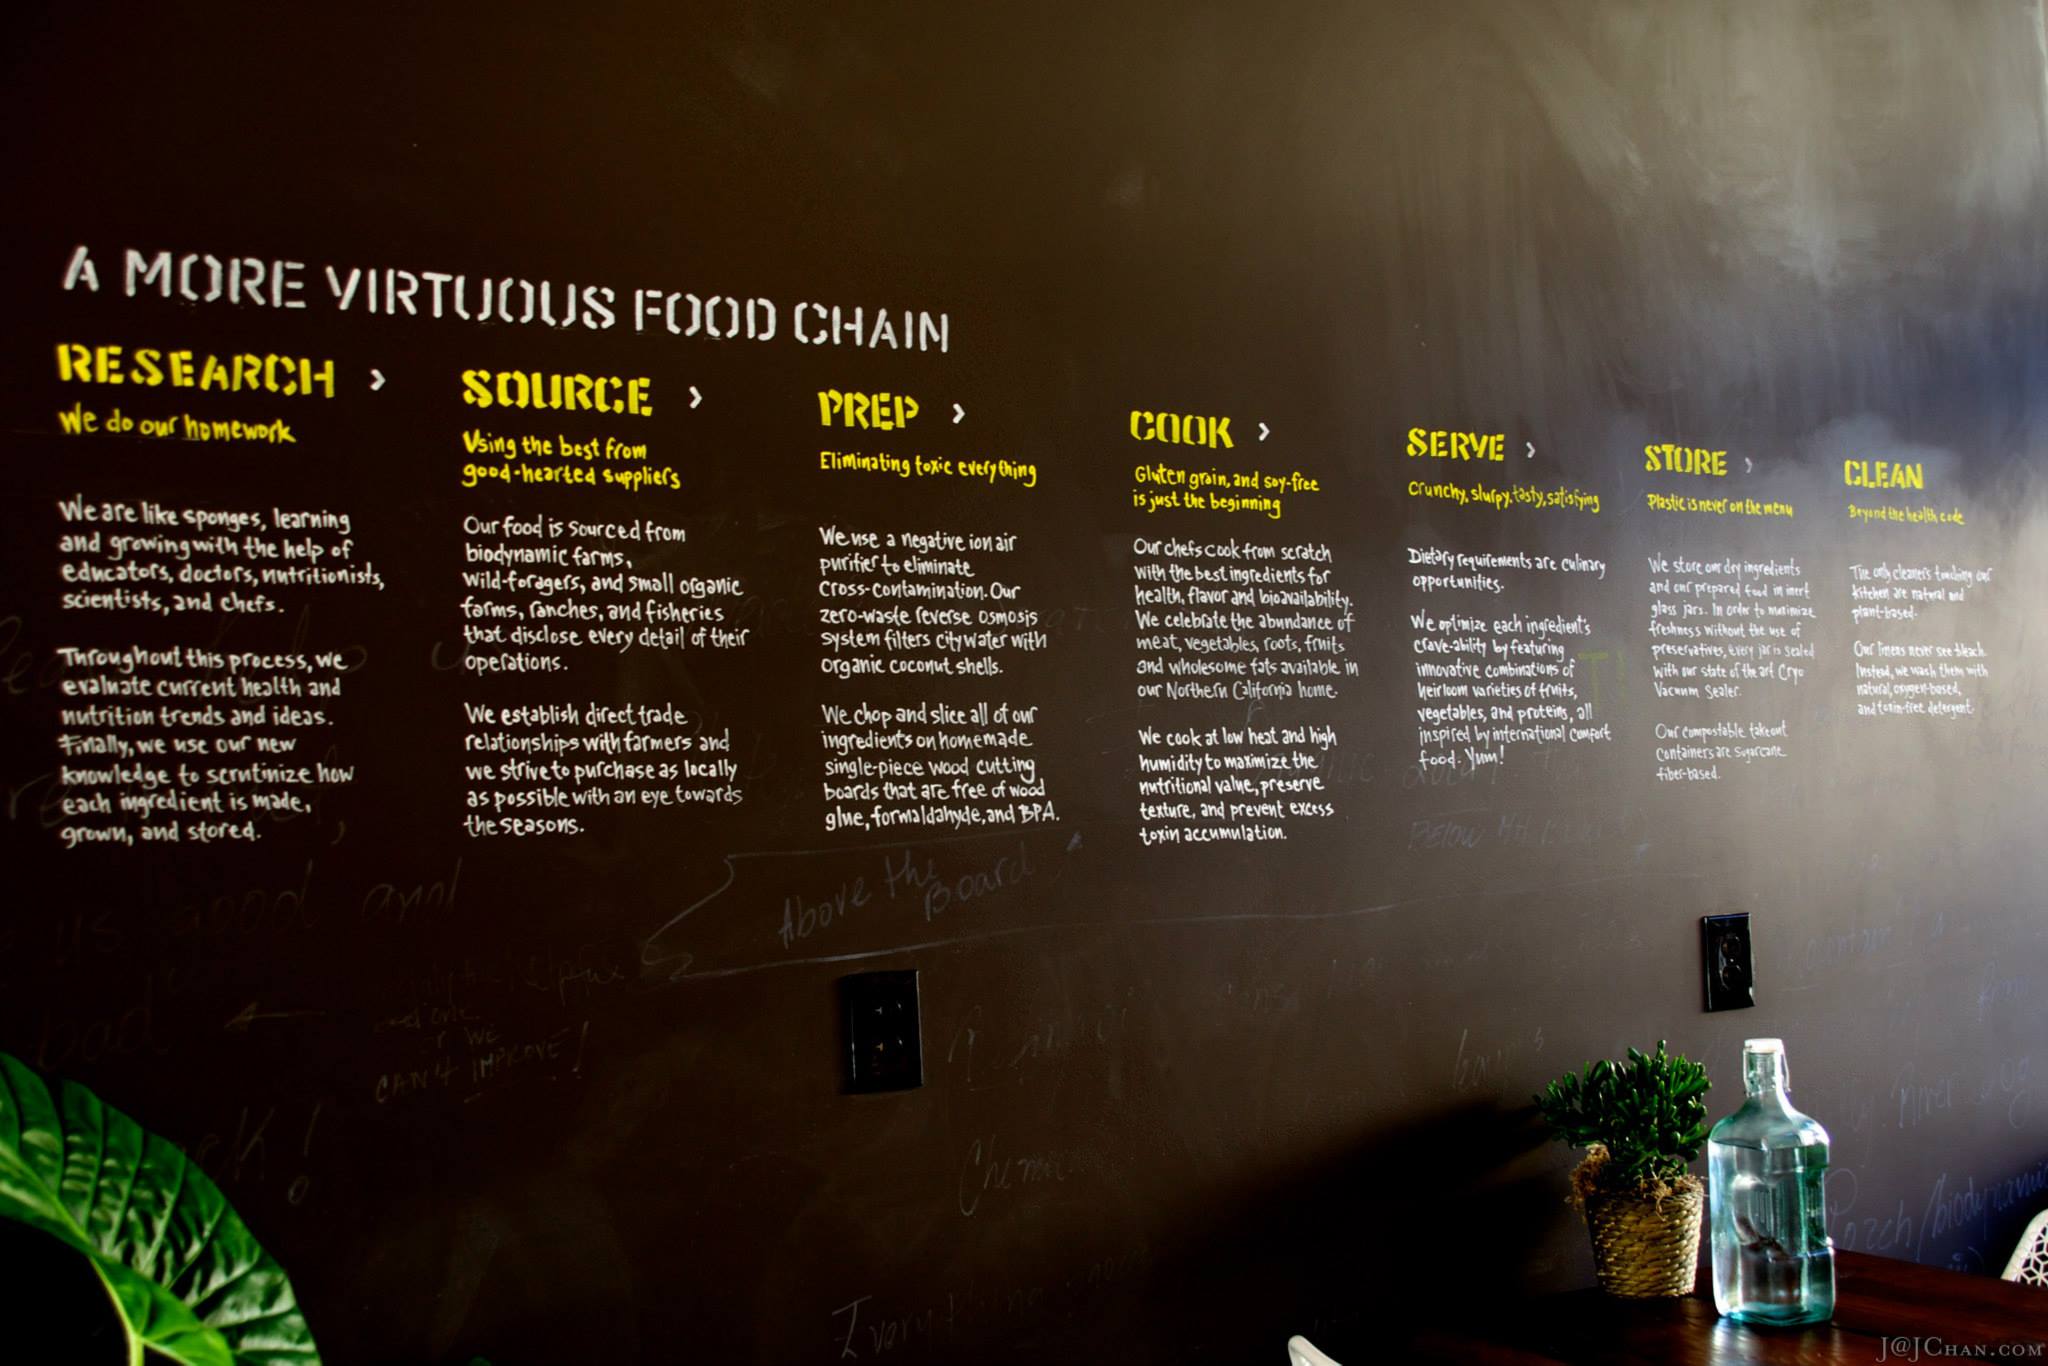 A MORE VIRTUOUS FOOD CHAIN
RESEARCH >
We do our homework
We are like sponges, learning
and growing with the help of
educators, doctors, nutritionists,
scientists, and chefs.
Throughout this process, we
evaluate current health and
nutrition trends and ideas.
Finally, we use our new
knowledge to scrutinize how
each ingredient is made,
grown, and stored.
SOURCE >
Using the best from
good-hearted suppliers
Our food is sourced from
biodynamic farms,
wild-foragers, and small organic
farms, ranches, and fisheries
that disclose every detail of their
operations.
We establish direct trade
relationships with farmers and
we strive to purchase as locally
as possible with an eye towards
the seasons.
PREP >
Eliminating toxic everything
We use a negative ion air
purifier to eliminate
cross-contamination. Our
zero-waste reverse osmosis
system filters city water with
organic coconut shells.
We chop and slice all of our
ingredients on homemade
single-piece wood cutting
boards that are free of wood
glue, formaldahyde, and BPA.
COOK >
Gluten grain, and soy-free
is just the beginning
Our chefs cook from scratch
with the best ingredients for
health, flavor and bioavailability.
We celebrate the abundance of
meat, vegetables, roots, fruits
and wholesome fats available in
our Northern California home.
We cook at low heat and high
humidity to maximize the
nutritional value, preserve
texture, and prevent excess
toxin accumulation.
SERVE >
Crunchy, slurpy, tasty, satisfying
Dietary requirements are culinary
opportunities.
We optimize each ingredient's
crave-ability by featuring
innovative combinations of
heirloom varieties of fruits,
vegetables, and proteins, all
inspired by international comfort
food. Yum!
STORE >
Plastic is never on the menu
We store our dry ingredients
and our prepared food in inert
glass jars. In order to maximize
freshness without the use of
preservatives, every jar is sealed
with our state of the art Cryo
Vacuum Sealer.
Our compostable takeout
containers are sugarcane
fiber-based.
CLEAN
Beyond the health code
The only cleaners touching our
kitchen are natural and
plant-based.
Our linens never see bleach.
Instead, we wash them with
natural, oxygen-based,
and toxin-free detergent.
Above the
Board
us good and
bad
or we
CAN'T IMPROVE!
J@JCHAN.COM